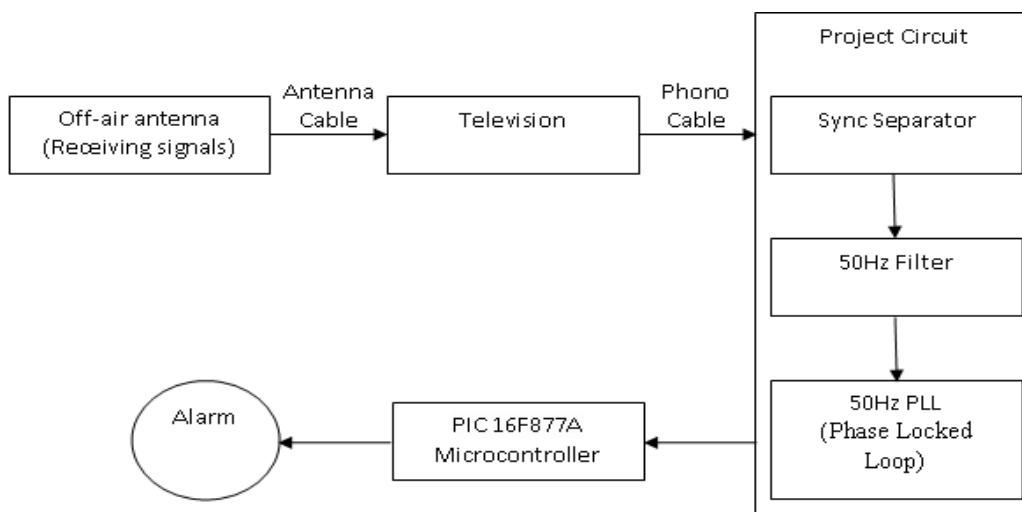 Project Circuit
Off-air antenna
(Receiving signals)
Antenna
Cable
Television
Phono
Cable
Sync Separator
50Hz Filter
50Hz PLL
(Phase Locked
Loop)
PIC 16F877A
Microcontroller
Alarm